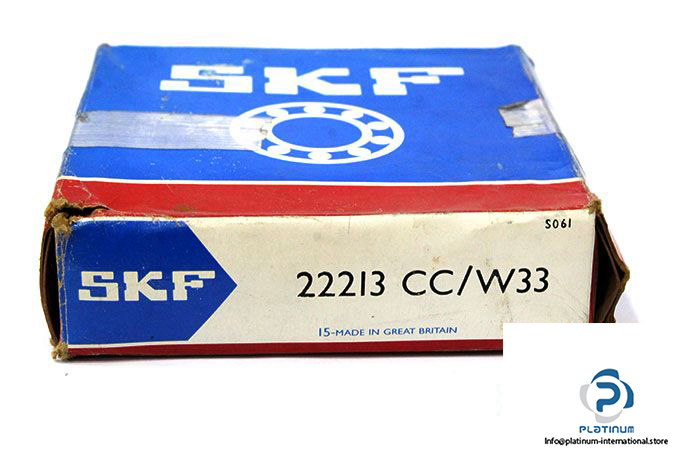 SKF
S061
SKF
22213 CC/W33
15-MADE IN GREAT BRITAIN
PLATINUM
Info@platinum-international.store